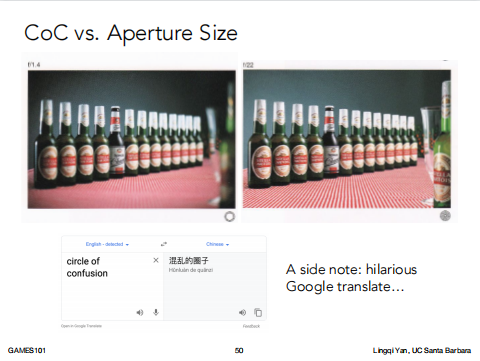 CoC vs. Aperture Size
f/1.4
f/22
English - detected
Chinese
circle of
confusion
混乱的圈子
Hùnluàn de quānzi
Open in Google Translate
Feedback
A side note: hilarious
Google translate…
GAMES101
50
Lingqi Yan, UC Santa Barbara